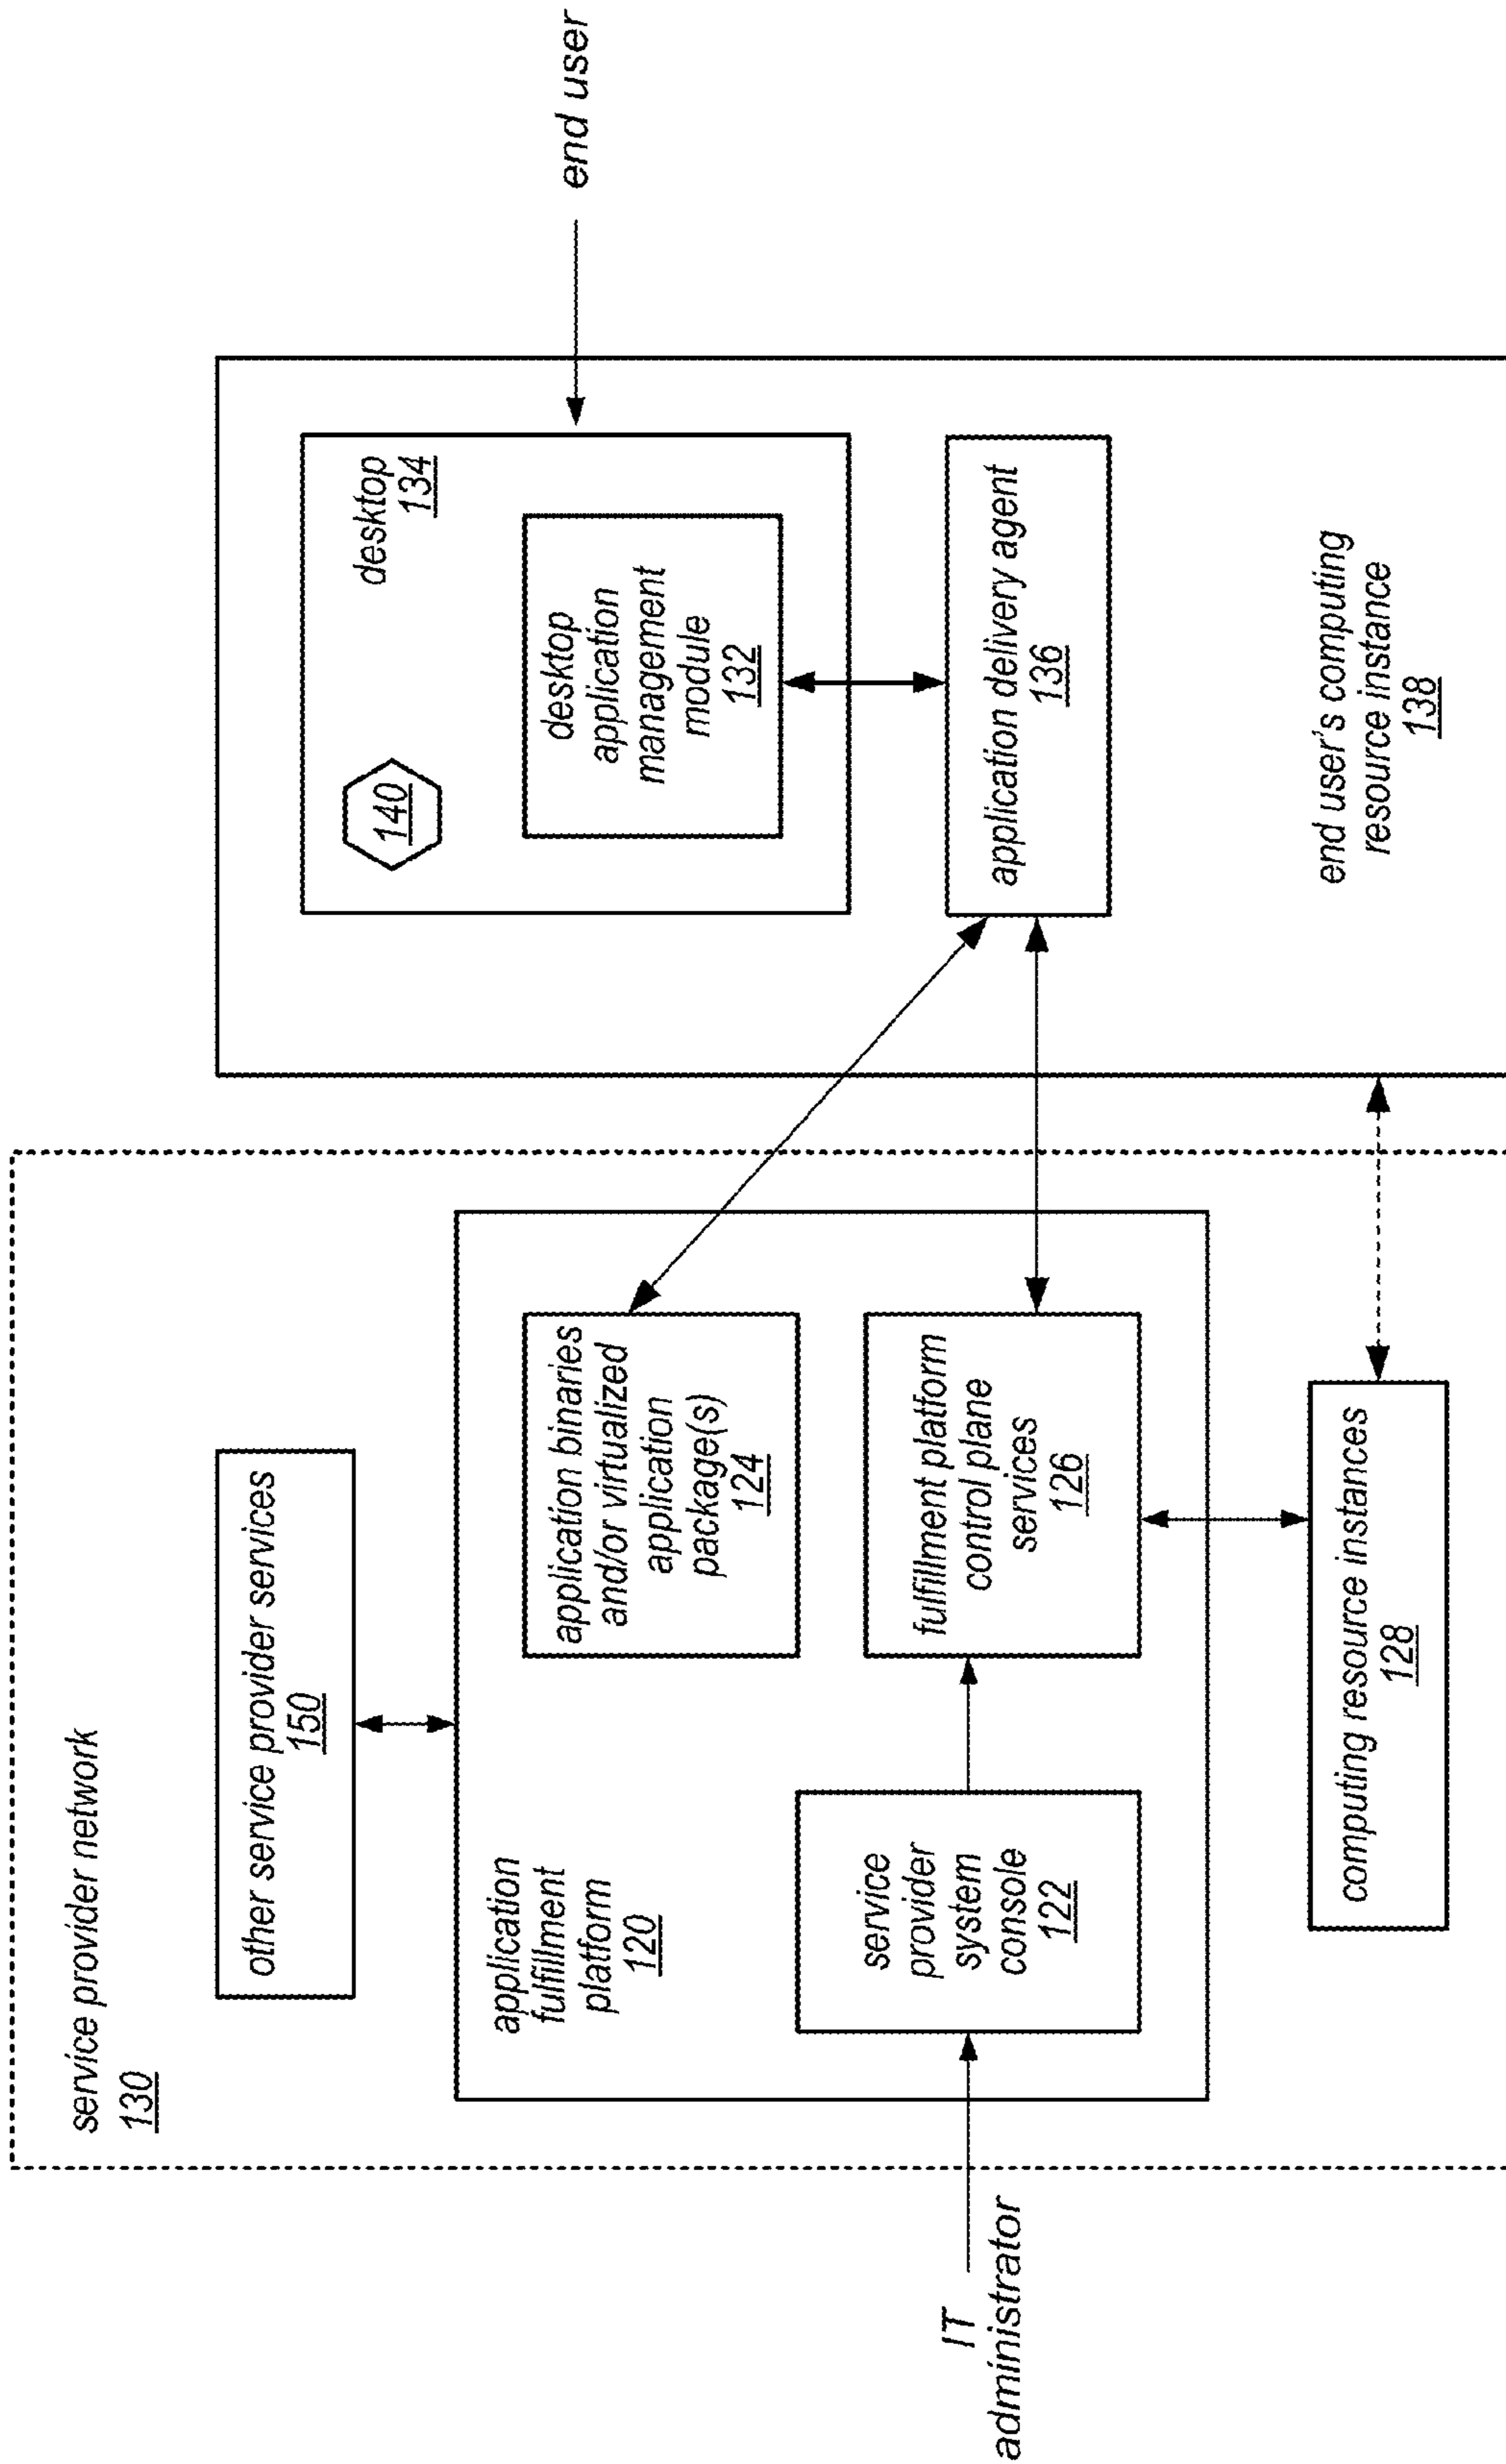 service provider network
130
other service provider services
150
application
fulfillment
platform
120
application binaries
and/or virtualized
application
package(s)
124
service
provider
system
console
122
fulfillment platform
control plane
services
126
computing resource instances
128
IT
administrator
desktop
134
140
desktop
application
management
module
132
application delivery agent
136
end user's computing
resource instance
138
end user